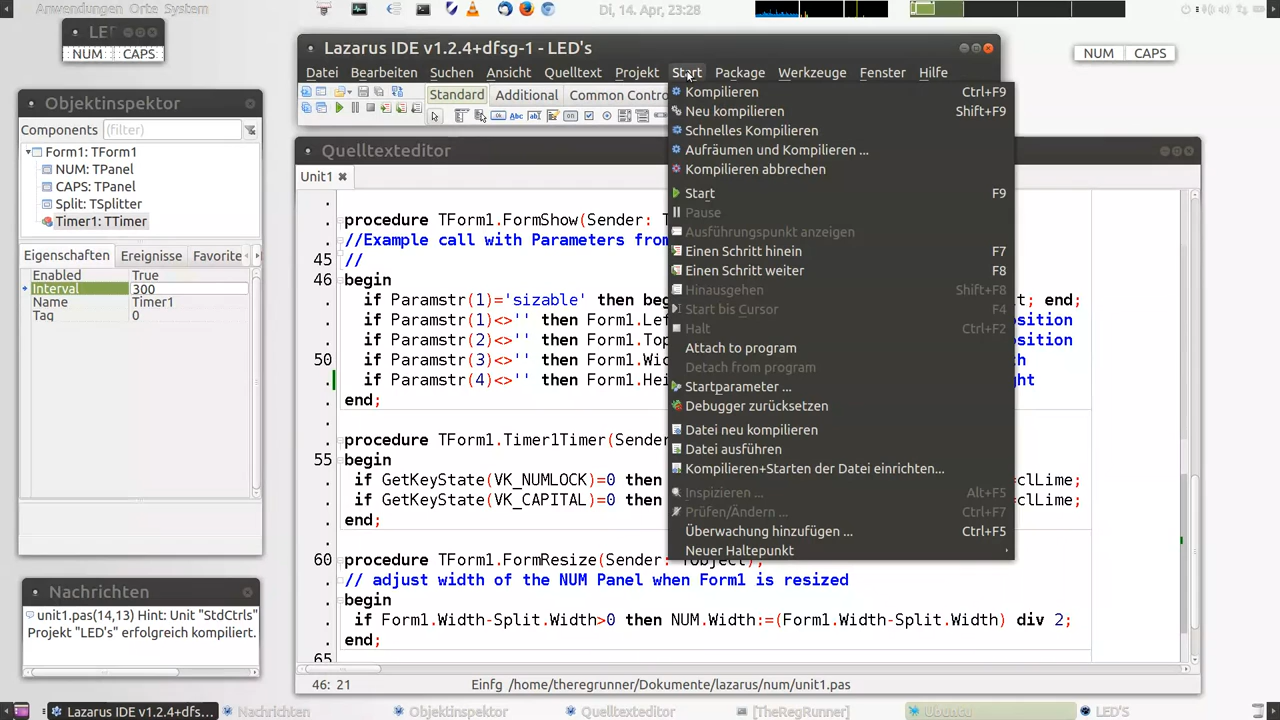 Anwendungen Orte System
Di, 14. Apr, 23:28
NUM CAPS
Lazarus IDE v1.2.4+dfsg-1 - LED's
NUM CAPS
Datei Bearbeiten Suchen Ansicht Quelltext Projekt Start Package Werkzeuge Fenster Hilfe
Standard Additional Common Contro
Kompilieren Ctrl+F9
Neu kompilieren Shift+F9
Schnelles Kompilieren
Aufräumen und Kompilieren ...
Kompilieren abbrechen
Start F9
Pause
Ausführungspunkt anzeigen
Einen Schritt hinein F7
Einen Schritt weiter F8
Hinausgehen Shift+F8
Start bis Cursor F4
Halt Ctrl+F2
Attach to program
Detach from program
Startparameter ...
Debugger zurücksetzen
Datei neu kompilieren
Datei ausführen
Kompilieren+Starten der Datei einrichten...
Inspizieren ... Alt+F5
Prüfen/Ändern ... Ctrl+F7
Überwachung hinzufügen ... Ctrl+F5
Neuer Haltepunkt
Objektinspektor
Components (filter)
Form1: TForm1
NUM: TPanel
CAPS: TPanel
Split: TSplitter
Timer1: TTimer
Eigenschaften Ereignisse Favorite
Enabled True
Interval 300
Name Timer1
Tag 0
Nachrichten
unit1.pas(14,13) Hint: Unit "StdCtrls"
Projekt "LED's" erfolgreich kompiliert.
Quelltexteditor
Unit1
procedure TForm1.FormShow(Sender: T
//Example call with Parameters from
45 //
46 begin
if Paramstr(1)='sizable' then beg t; end;
if Paramstr(1)<>'' then Form1.Lef osition
if Paramstr(2)<>'' then Form1.Top osition
50 if Paramstr(3)<>'' then Form1.Wid h
if Paramstr(4)<>'' then Form1.Hei ght
end;
procedure TForm1.Timer1Timer(Sende
55 begin
if GetKeyState(VK_NUMLOCK)=0 then =clLime;
if GetKeyState(VK_CAPITAL)=0 then =clLime;
end;
60 procedure TForm1.FormResize(Sender: TObject);
// adjust width of the NUM Panel when Form1 is resized
begin
if Form1.Width-Split.Width>0 then NUM.Width:=(Form1.Width-Split.Width) div 2;
end;
65
46: 21 Einfg /home/theregrunner/Dokumente/lazarus/num/unit1.pas
Lazarus IDE v1.2.4+dfs... Nachrichten Objektinspektor Quelltexteditor [TheRegRunner] Ubuntu LED'S